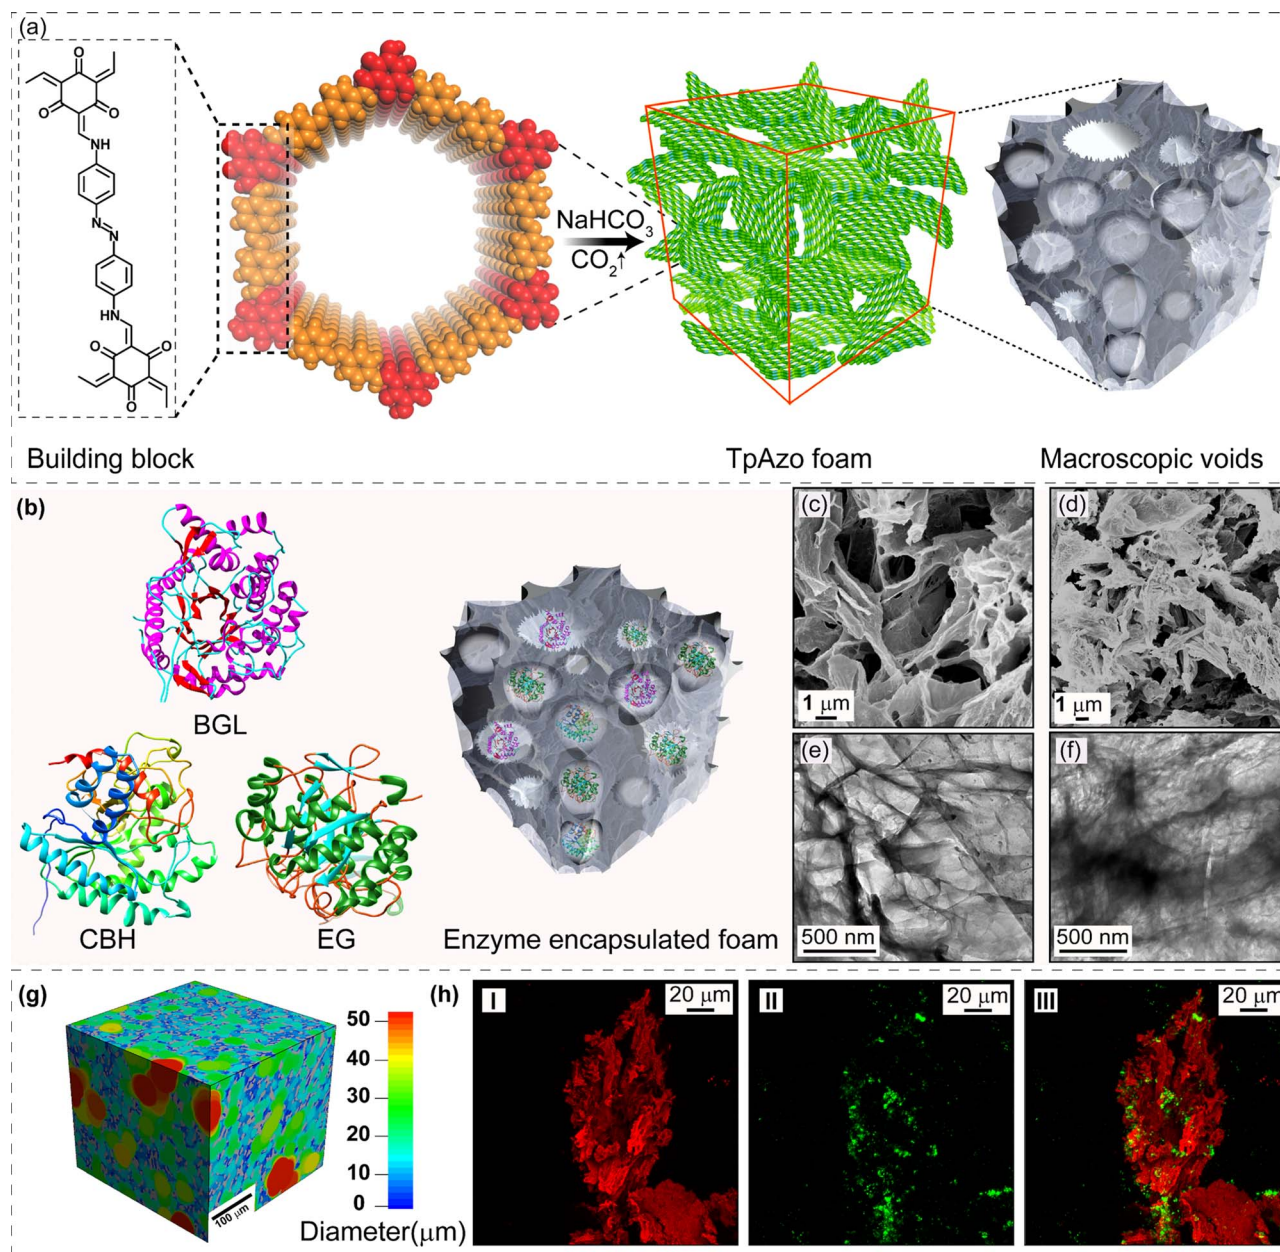 (a)
O
O
O
NH
N
N
HN
O
O
O
NaHCO3
CO2↑
Building block
TpAzo foam
Macroscopic voids
(b)
BGL
CBH
EG
Enzyme encapsulated foam
(c)
1 μm
(d)
1 μm
(e)
500 nm
(f)
500 nm
(g)
100 μm
50
40
30
20
10
0
Diameter(μm)
(h)
I
20 μm
II
20 μm
III
20 μm